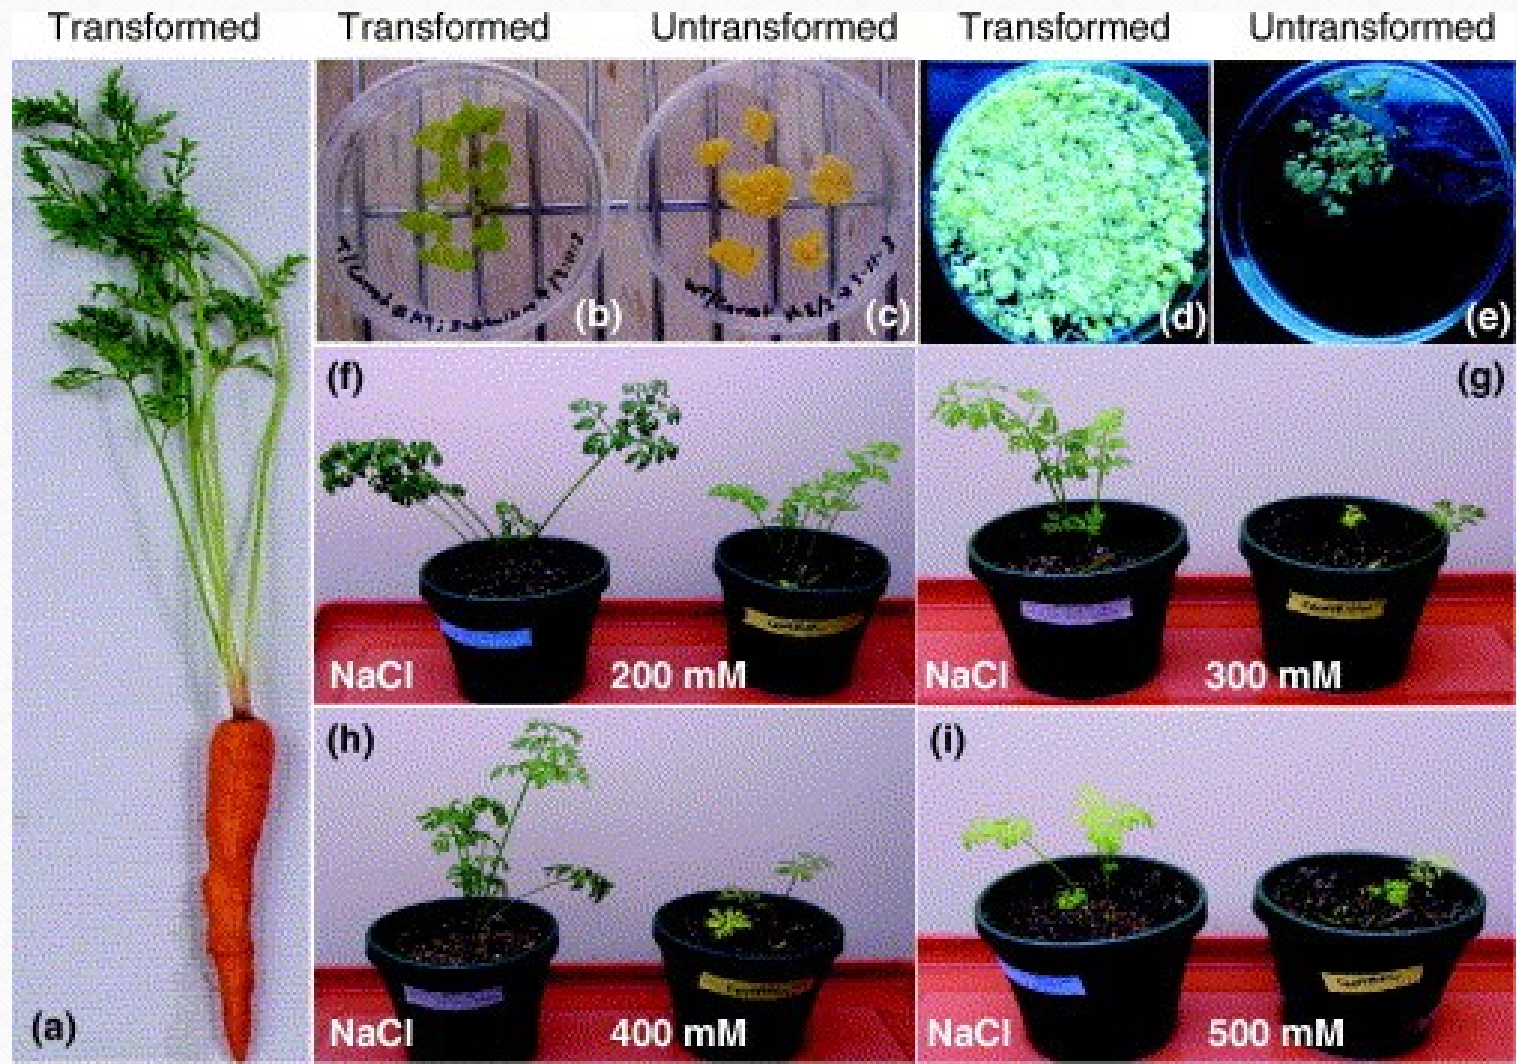 Transformed
Transformed
Untransformed
Transformed
Untransformed
(b)
(c)
(d)
(e)
(f)
(g)
NaCl
200 mM
NaCl
300 mM
(h)
(i)
(a)
NaCl
400 mM
NaCl
500 mM